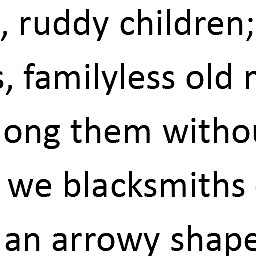 , ruddy children;
s, familyless old
ong them withou
we blacksmiths
an arrowy shape